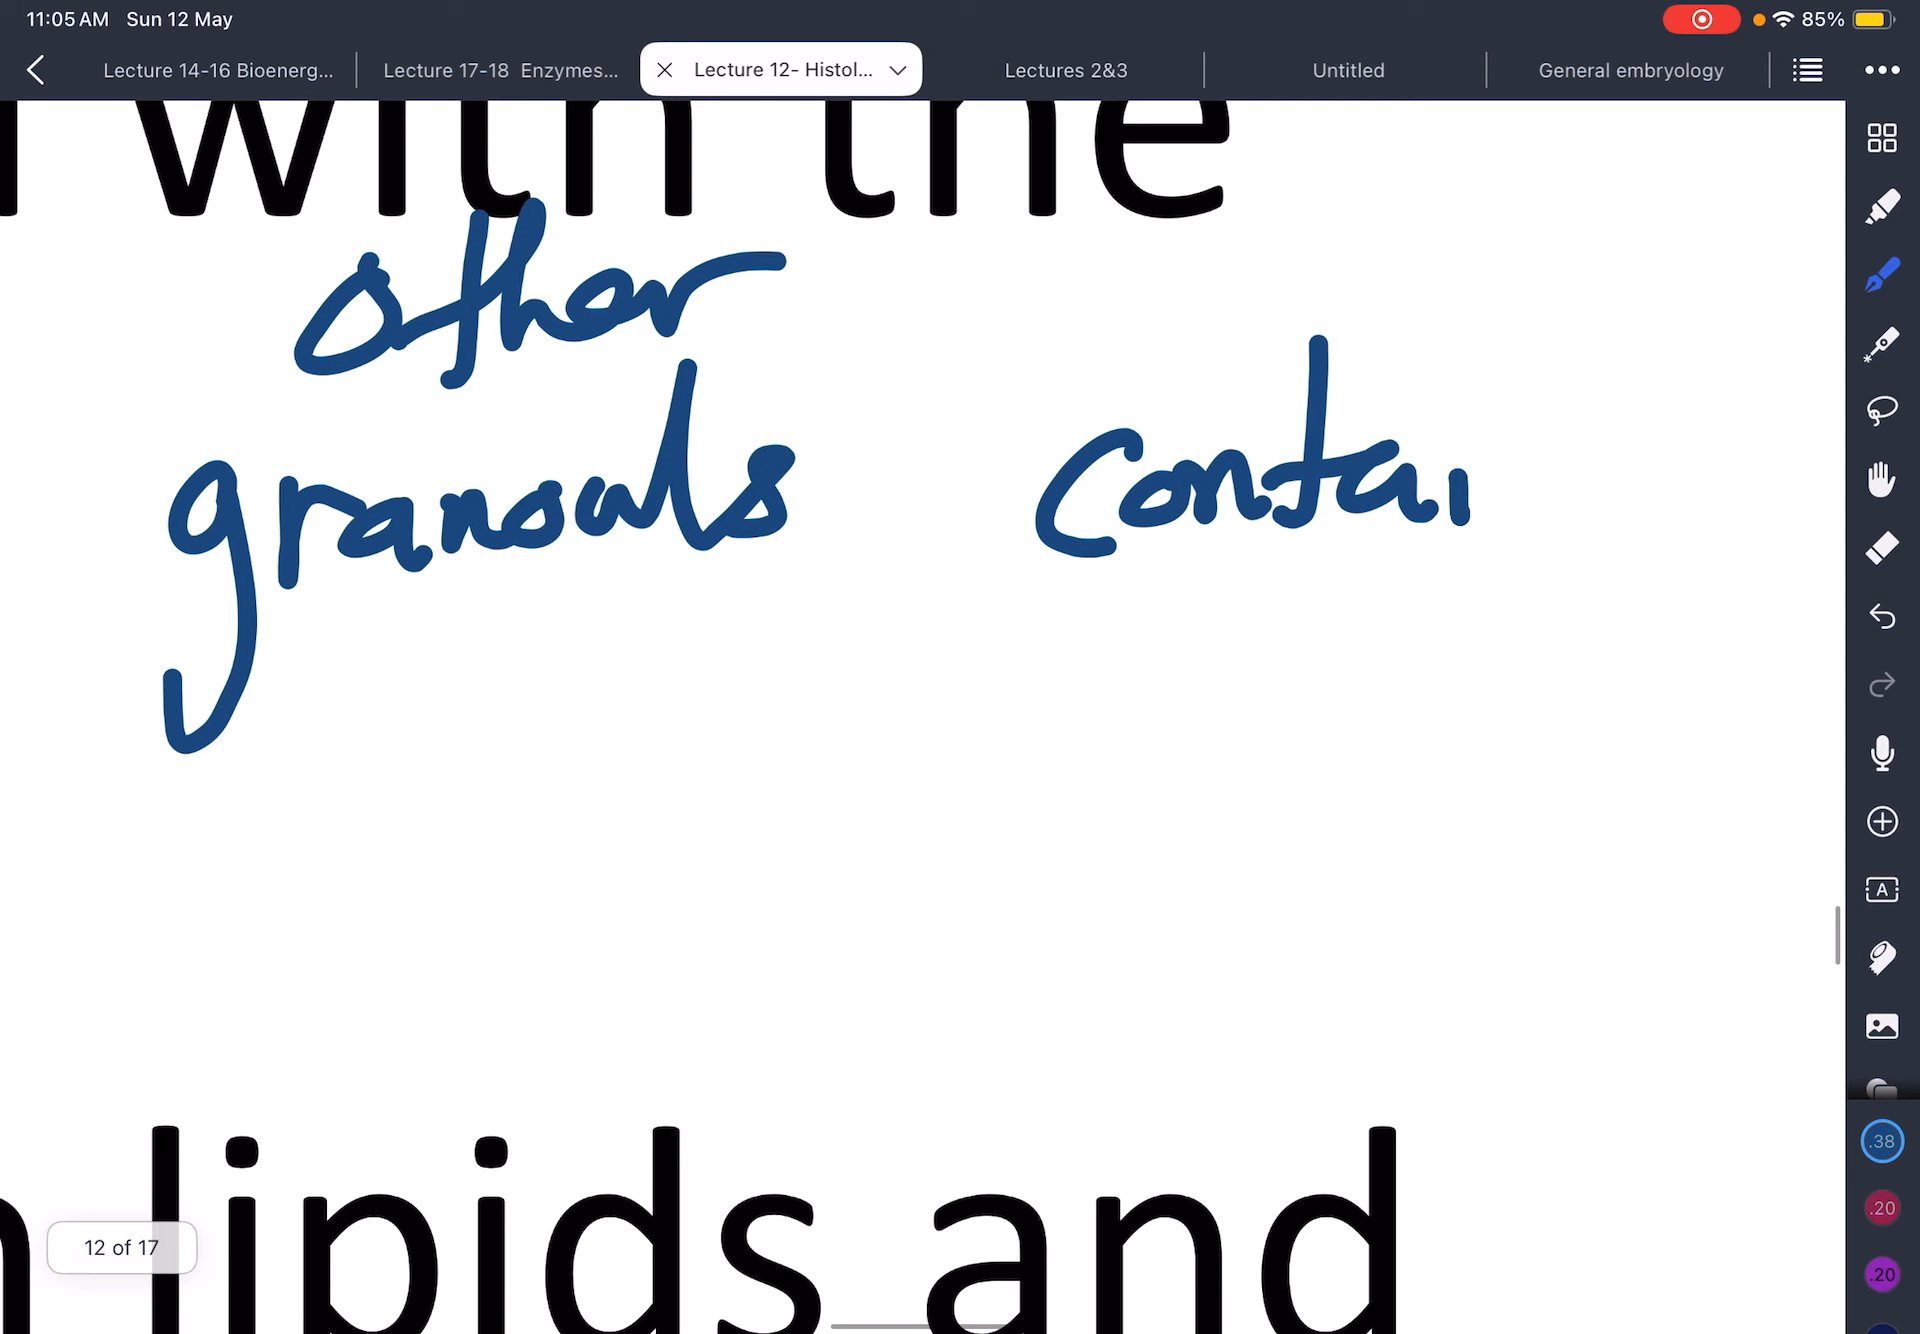 11:05 AM Sun 12 May 85%
Lecture 14-16 Bioenerg... Lecture 17-18 Enzymes... Lecture 12- Histol... Lectures 2&3 Untitled General embryology
with the
other
granouls contai
lipids and
12 of 17
A
.38
.20
.20